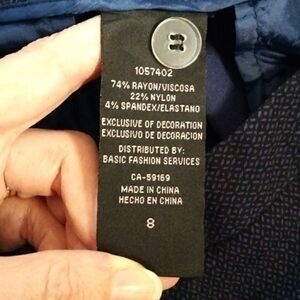 1057402
74% RAYON/VISCOSA
22% NYLON
4% SPANDEX/ELASTANO
EXCLUSIVE OF DECORATION
EXCLUSIVO DE DECORACION
DISTRIBUTED BY:
BASIC FASHION SERVICES
CA-59169
MADE IN CHINA
HECHO EN CHINA
8